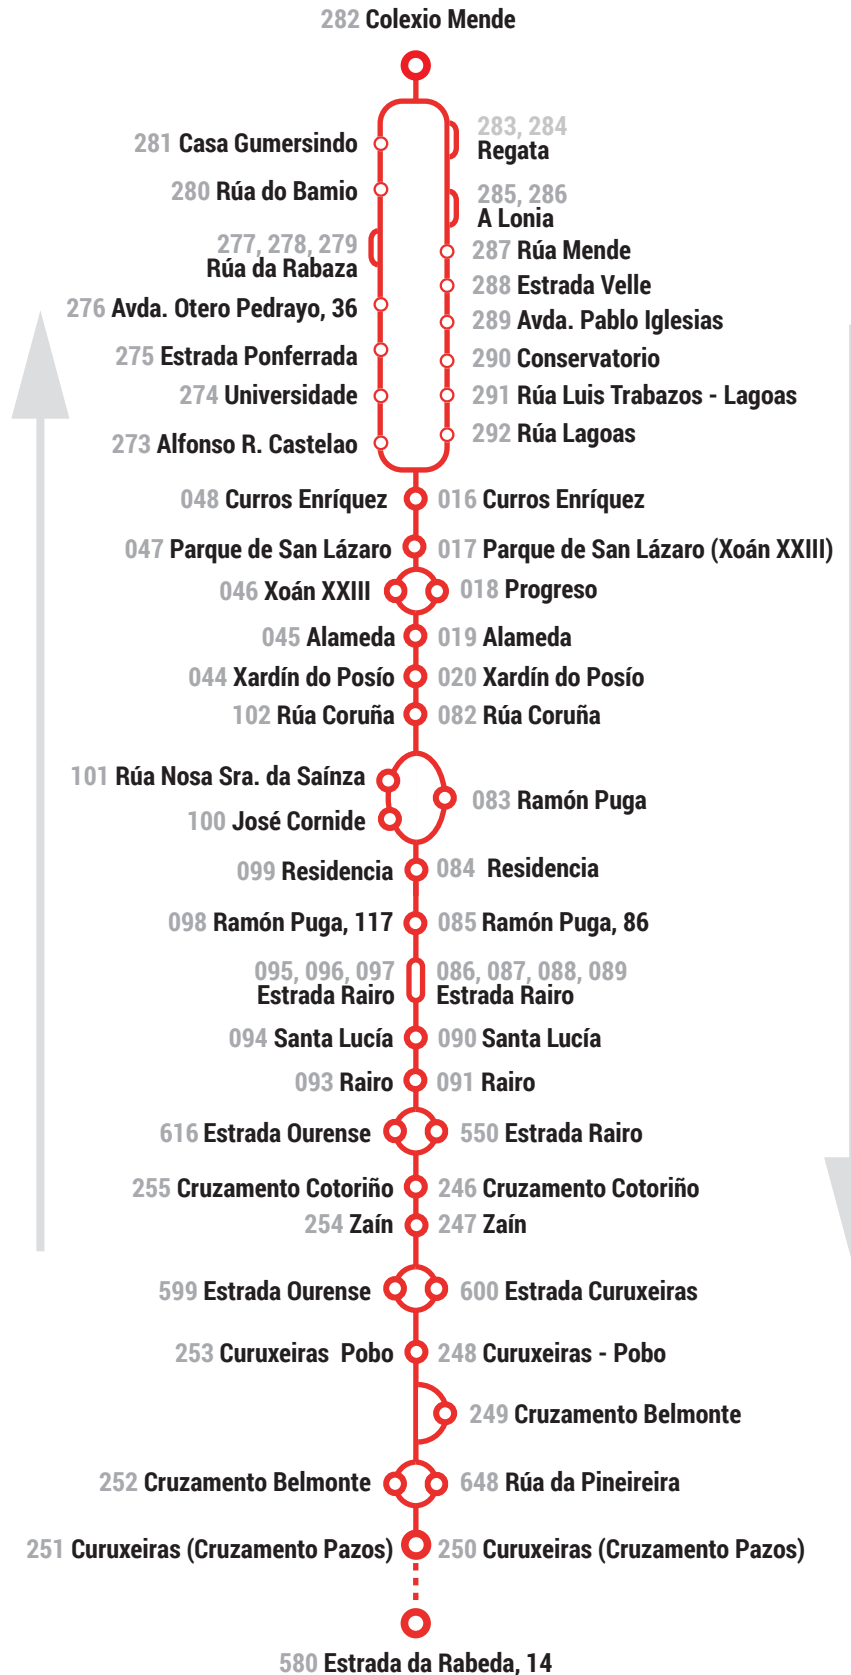 282 Colexio Mende
281 Casa Gumersindo
283, 284
Regata
280 Rúa do Bamio
285, 286
A Lonia
277, 278, 279
Rúa da Rabaza
287 Rúa Mende
288 Estrada Velle
276 Avda. Otero Pedrayo, 36
289 Avda. Pablo Iglesias
275 Estrada Ponferrada
290 Conservatorio
274 Universidade
291 Rúa Luis Trabazos - Lagoas
273 Alfonso R. Castelao
292 Rúa Lagoas
048 Curros Enríquez
016 Curros Enríquez
047 Parque de San Lázaro
017 Parque de San Lázaro (Xoán XXIII)
046 Xoán XXIII
018 Progreso
045 Alameda
019 Alameda
044 Xardín do Posío
020 Xardín do Posío
102 Rúa Coruña
082 Rúa Coruña
101 Rúa Nosa Sra. da Saínza
083 Ramón Puga
100 José Cornide
099 Residencia
084 Residencia
098 Ramón Puga, 117
085 Ramón Puga, 86
095, 096, 097
Estrada Rairo
086, 087, 088, 089
Estrada Rairo
094 Santa Lucía
090 Santa Lucía
093 Rairo
091 Rairo
616 Estrada Ourense
550 Estrada Rairo
255 Cruzamento Cotoriño
246 Cruzamento Cotoriño
254 Zaín
247 Zaín
599 Estrada Ourense
600 Estrada Curuxeiras
253 Curuxeiras Pobo
248 Curuxeiras - Pobo
249 Cruzamento Belmonte
252 Cruzamento Belmonte
648 Rúa da Pineireira
251 Curuxeiras (Cruzamento Pazos)
250 Curuxeiras (Cruzamento Pazos)
580 Estrada da Rabeda, 14